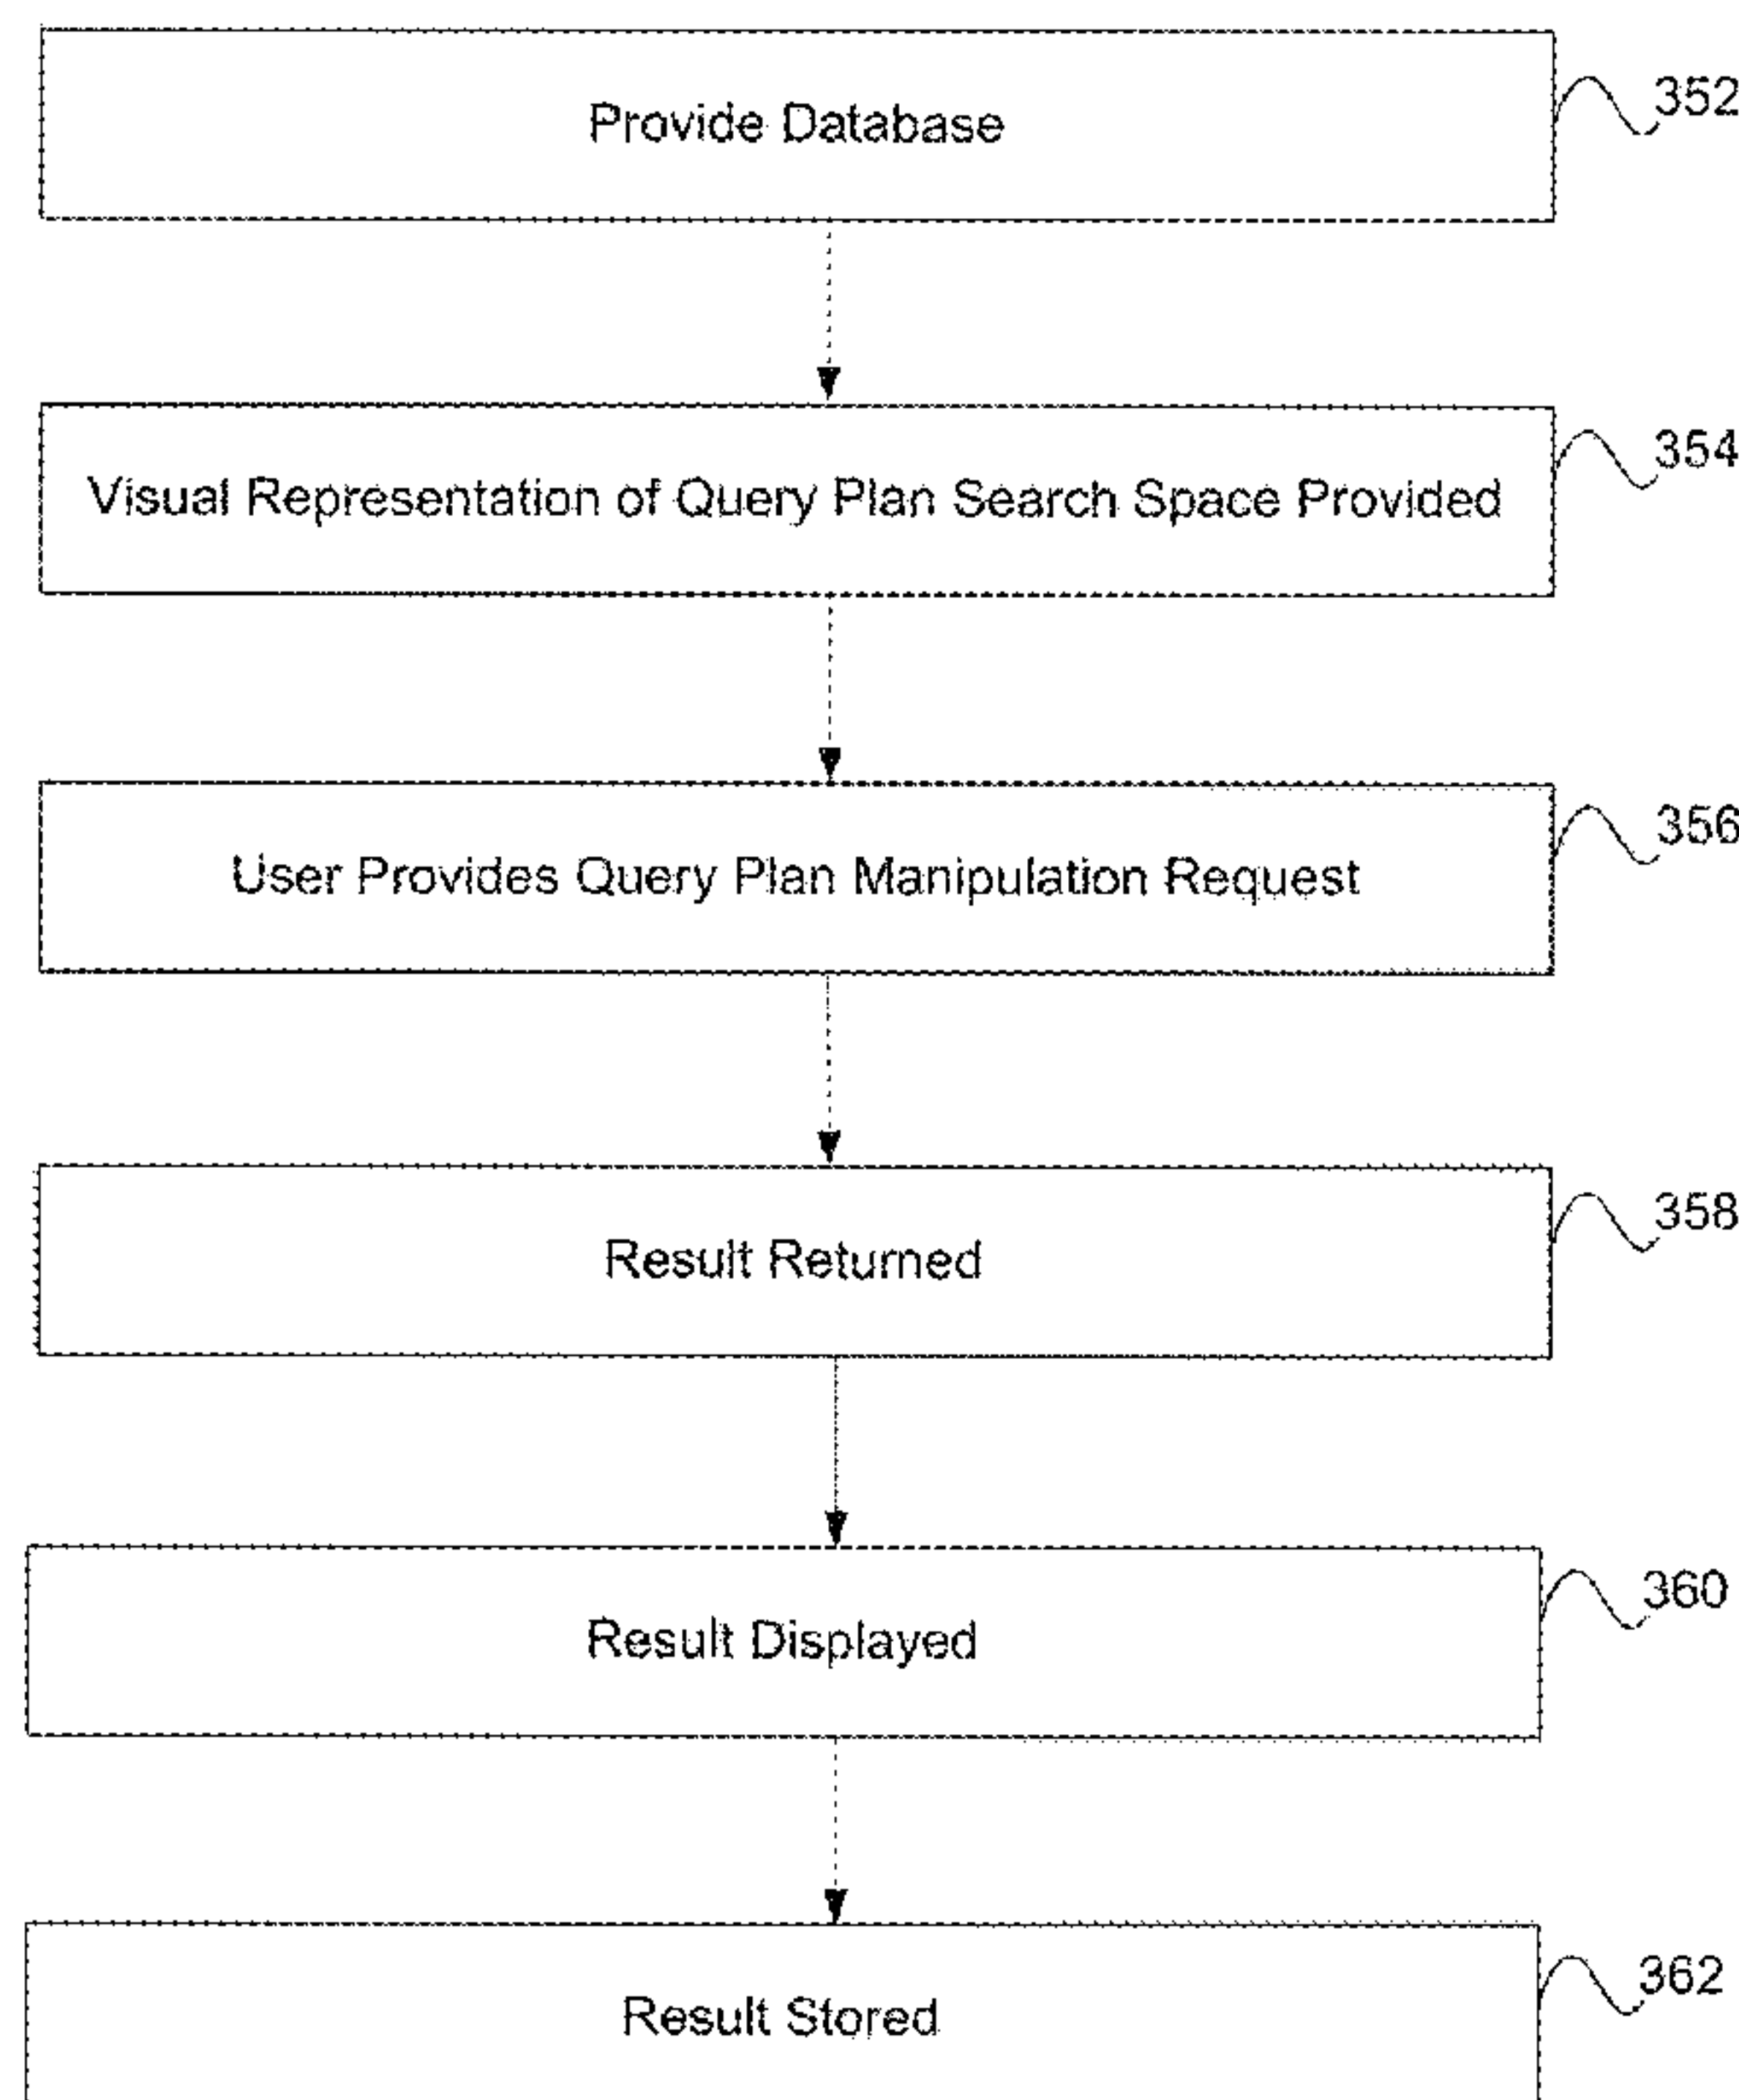 Provide Database
352
Visual Representation of Query Plan Search Space Provided
354
User Provides Query Plan Manipulation Request
356
Result Returned
358
Result Displayed
360
Result Stored
362